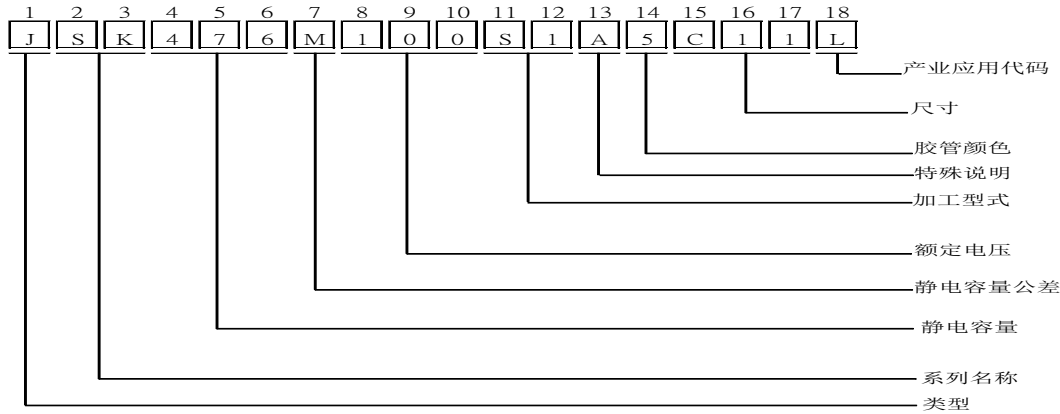 1 2 3 4 5 6 7 8 9 10 11 12 13 14 15 16 17 18
J S K 4 7 6 M 1 0 0 S 1 A 5 C 1 1 L
产业应用代码
尺寸
胶管颜色
特殊说明
加工型式
额定电压
静电容量公差
静电容量
系列名称
类型